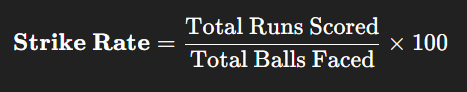 Strike Rate = Total Runs Scored / Total Balls Faced × 100